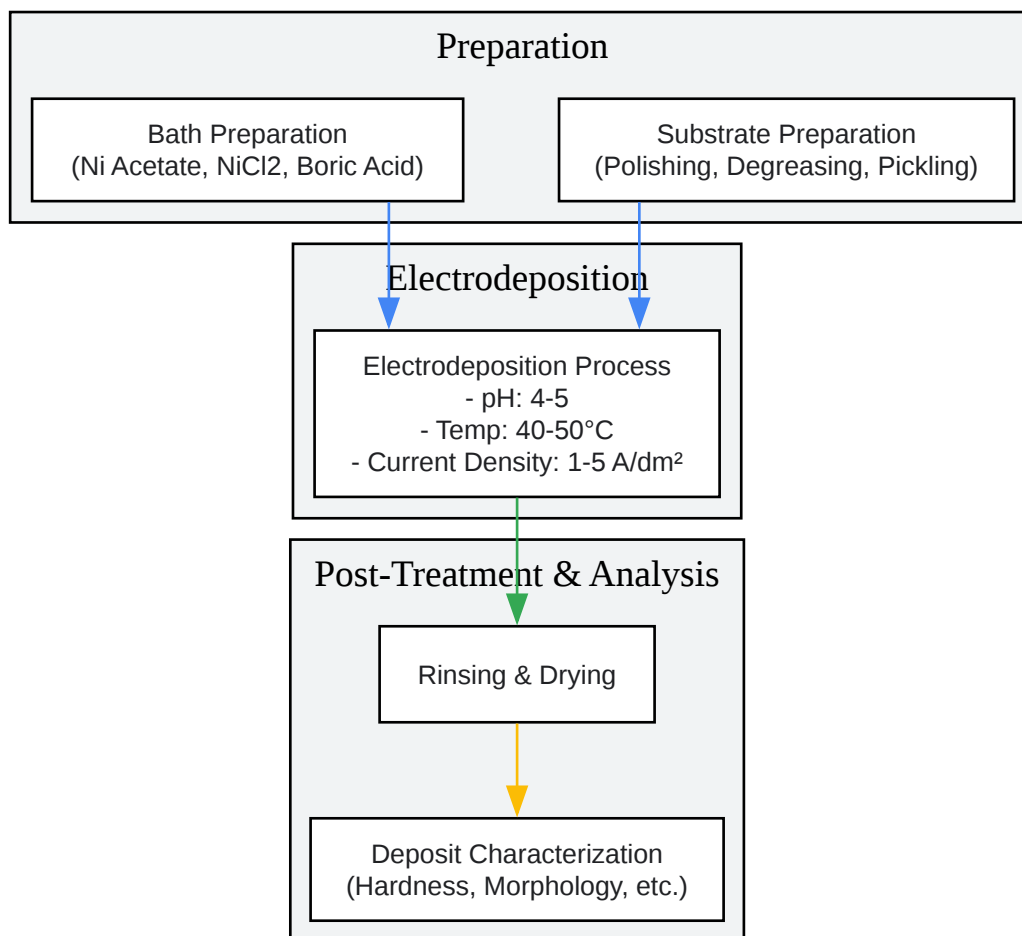 Preparation
Bath Preparation
(Ni Acetate, NiCl2, Boric Acid)
Substrate Preparation
(Polishing, Degreasing, Pickling)
Electrodeposition
Electrodeposition Process
- pH: 4-5
- Temp: 40-50°C
- Current Density: 1-5 A/dm²
Post-Treatment & Analysis
Rinsing & Drying
Deposit Characterization
(Hardness, Morphology, etc.)